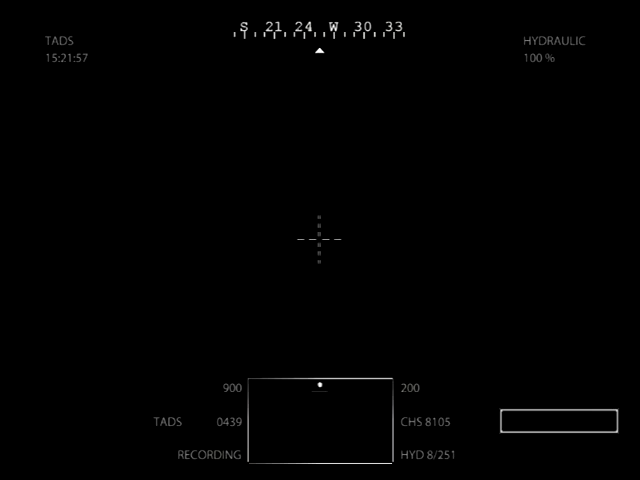 S 21 24 W 30 33
TADS
15:21:57
HYDRAULIC
100 %
900
200
TADS 0439
CHS 8105
RECORDING
HYD 8/251